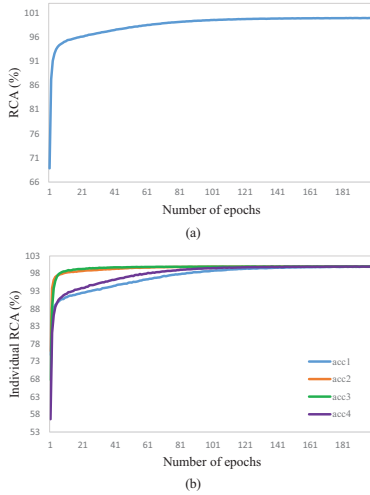 101
96
91
86
81
76
71
66
RCA (%)
1 21 41 61 81 101 121 141 161 181
Number of epochs
(a)
103
98
93
88
83
78
73
68
63
58
53
Individual RCA (%)
acc1
acc2
acc3
acc4
1 21 41 61 81 101 121 141 161 181
Number of epochs
(b)